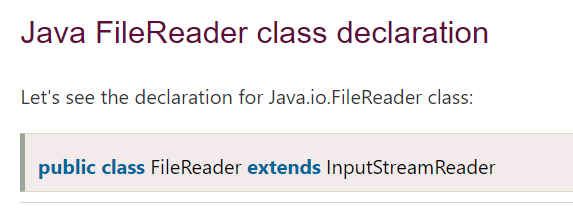 Java FileReader class declaration
Let's see the declaration for Java.io.FileReader class:
public class FileReader extends InputStreamReader